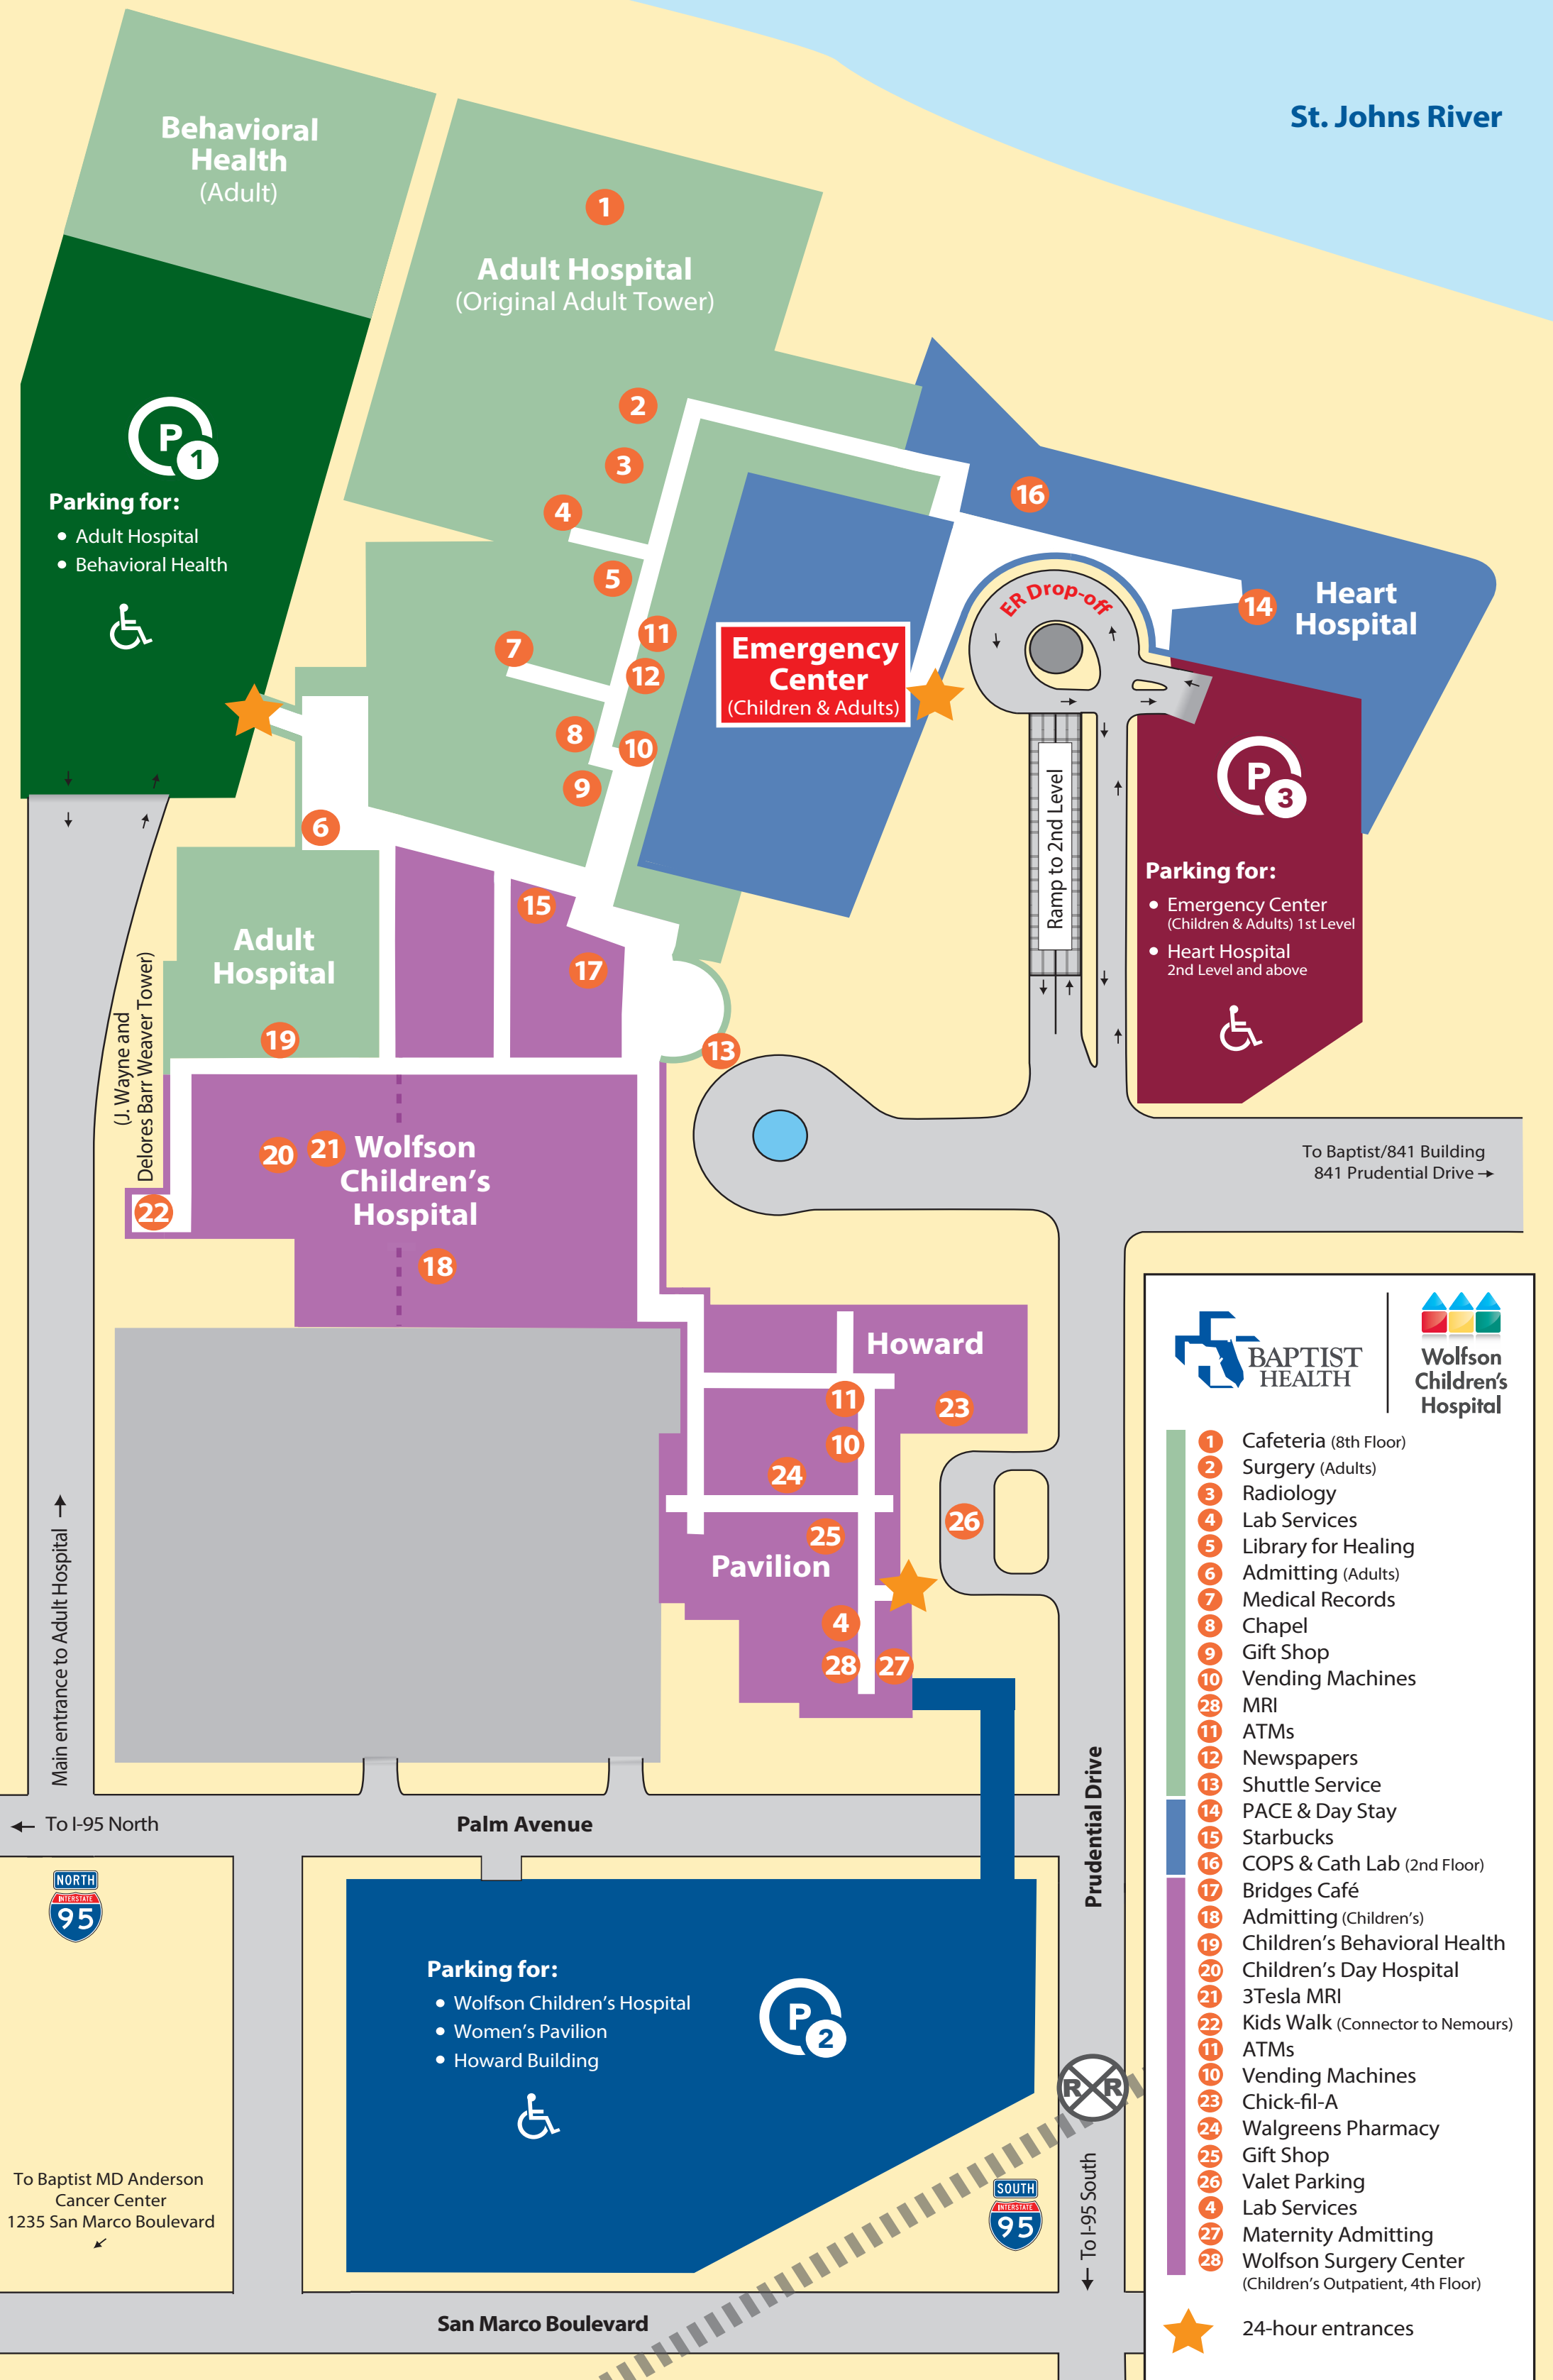 St. Johns River
Behavioral
Health
(Adult)
1
Adult Hospital
(Original Adult Tower)
P
1
Parking for:
• Adult Hospital
• Behavioral Health
2
3
4
5
16
ER Drop-off
14
Heart
Hospital
11
7
12
Emergency
Center
(Children & Adults)
8
10
9
6
Ramp to 2nd Level
P
3
Parking for:
• Emergency Center
(Children & Adults) 1st Level
• Heart Hospital
2nd Level and above
15
17
Adult
Hospital
19
13
(J. Wayne and
Delores Barr Weaver Tower)
20
21
Wolfson
Children's
Hospital
22
18
To Baptist/841 Building
841 Prudential Drive →
Howard
11
23
10
24
26
25
Pavilion
4
28
27
Main entrance to Adult Hospital →
← To I-95 North
Palm Avenue
Prudential Drive
NORTH
INTERSTATE
95
Parking for:
• Wolfson Children's Hospital
• Women's Pavilion
• Howard Building
P
2
R R
To Baptist MD Anderson
Cancer Center
1235 San Marco Boulevard
SOUTH
INTERSTATE
95
← To I-95 South
San Marco Boulevard
BAPTIST
HEALTH
Wolfson
Children's
Hospital
1 Cafeteria (8th Floor)
2 Surgery (Adults)
3 Radiology
4 Lab Services
5 Library for Healing
6 Admitting (Adults)
7 Medical Records
8 Chapel
9 Gift Shop
10 Vending Machines
28 MRI
11 ATMs
12 Newspapers
13 Shuttle Service
14 PACE & Day Stay
15 Starbucks
16 COPS & Cath Lab (2nd Floor)
17 Bridges Café
18 Admitting (Children's)
19 Children's Behavioral Health
20 Children's Day Hospital
21 3Tesla MRI
22 Kids Walk (Connector to Nemours)
11 ATMs
10 Vending Machines
23 Chick-fil-A
24 Walgreens Pharmacy
25 Gift Shop
26 Valet Parking
4 Lab Services
27 Maternity Admitting
28 Wolfson Surgery Center
(Children's Outpatient, 4th Floor)
24-hour entrances